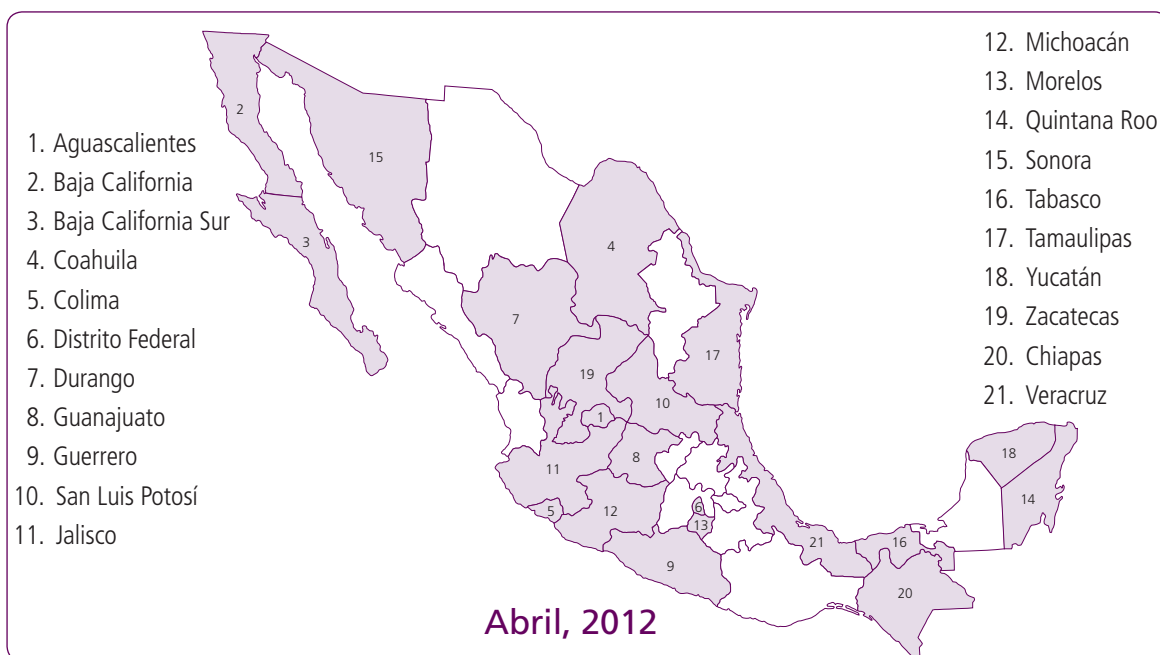 1. Aguascalientes
2. Baja California
3. Baja California Sur
4. Coahuila
5. Colima
6. Distrito Federal
7. Durango
8. Guanajuato
9. Guerrero
10. San Luis Potosí
11. Jalisco
12. Michoacán
13. Morelos
14. Quintana Roo
15. Sonora
16. Tabasco
17. Tamaulipas
18. Yucatán
19. Zacatecas
20. Chiapas
21. Veracruz
2
15
3
4
7
17
19
10
1
11
8
18
14
5
12
6
13
21
16
9
20
Abril, 2012